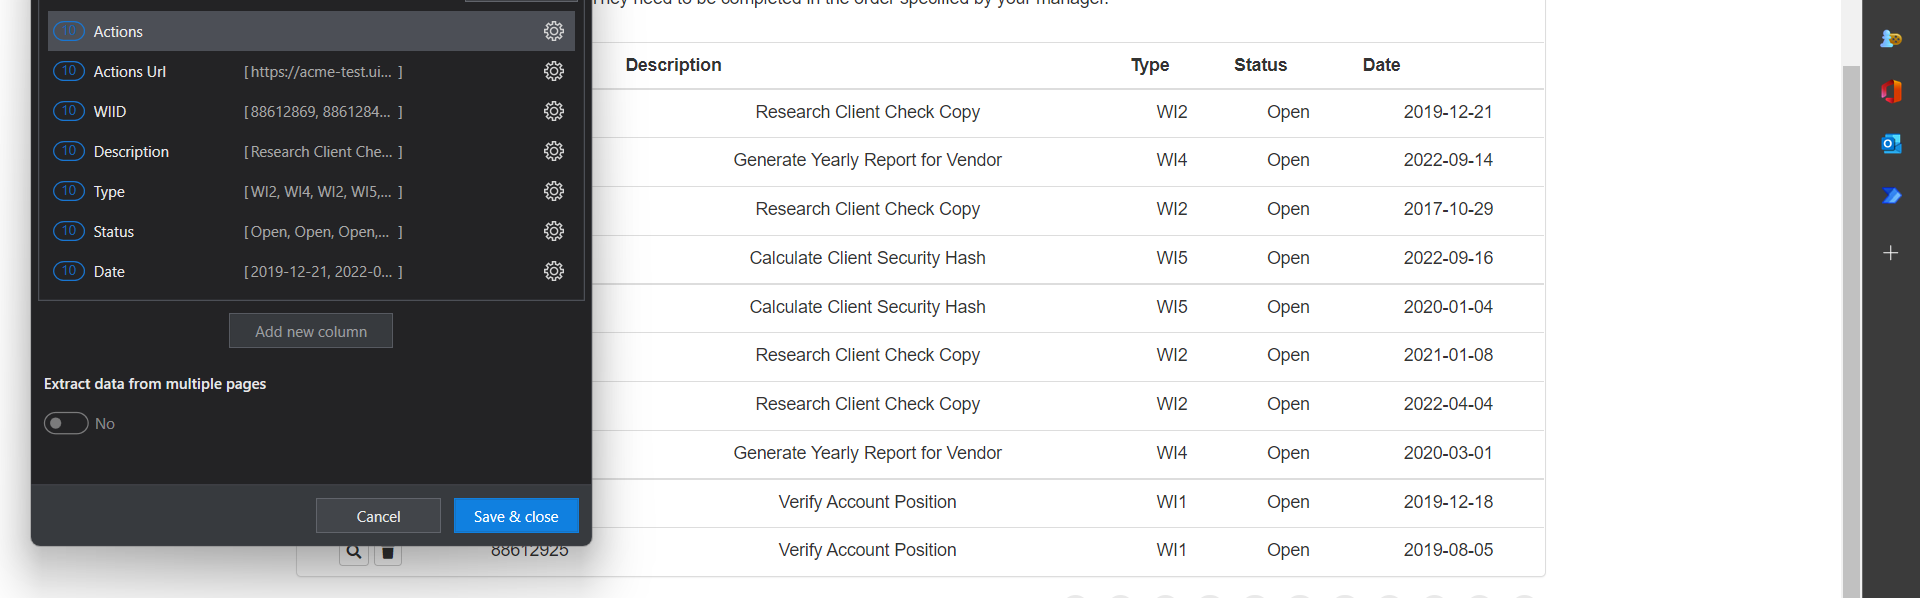 They need to be completed in the order specified by your manager.
10 Actions
10 Actions Url [ https://acme-test.ui... ]
10 WIID [ 88612869, 8861284... ]
10 Description [ Research Client Che... ]
10 Type [ WI2, WI4, WI2, WI5,... ]
10 Status [ Open, Open, Open,... ]
10 Date [ 2019-12-21, 2022-0... ]
Add new column
Extract data from multiple pages
No
Cancel
Save & close
Description Type Status Date
Research Client Check Copy WI2 Open 2019-12-21
Generate Yearly Report for Vendor WI4 Open 2022-09-14
Research Client Check Copy WI2 Open 2017-10-29
Calculate Client Security Hash WI5 Open 2022-09-16
Calculate Client Security Hash WI5 Open 2020-01-04
Research Client Check Copy WI2 Open 2021-01-08
Research Client Check Copy WI2 Open 2022-04-04
Generate Yearly Report for Vendor WI4 Open 2020-03-01
Verify Account Position WI1 Open 2019-12-18
88612925 Verify Account Position WI1 Open 2019-08-05